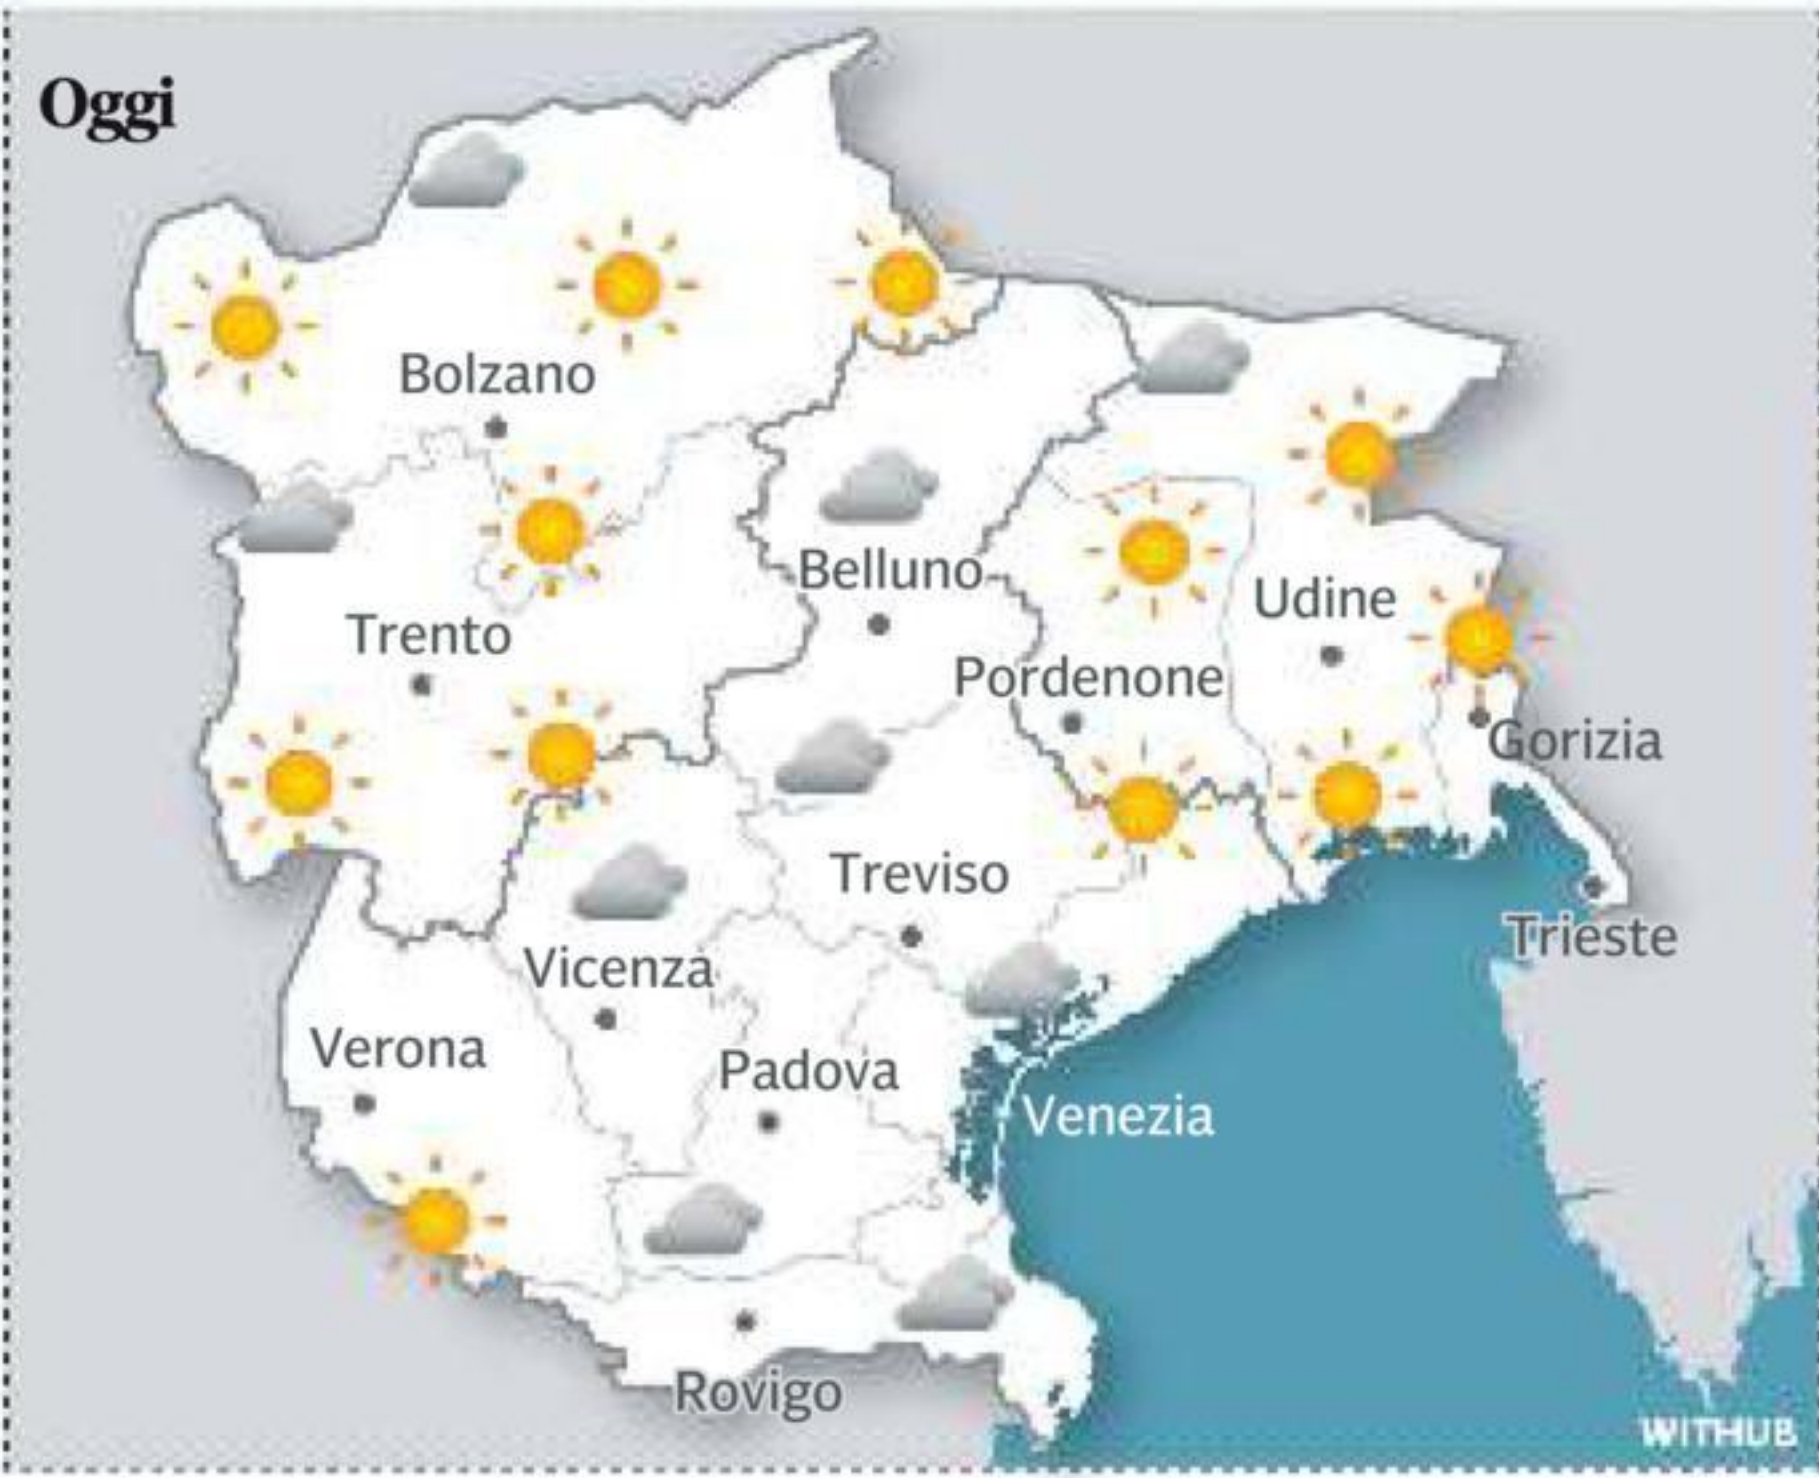 Oggi
Bolzano
Belluno
Udine
Trento
Pordenone
Gorizia
Treviso
Trieste
Vicenza
Verona
Padova
Venezia
Rovigo
WITHUB